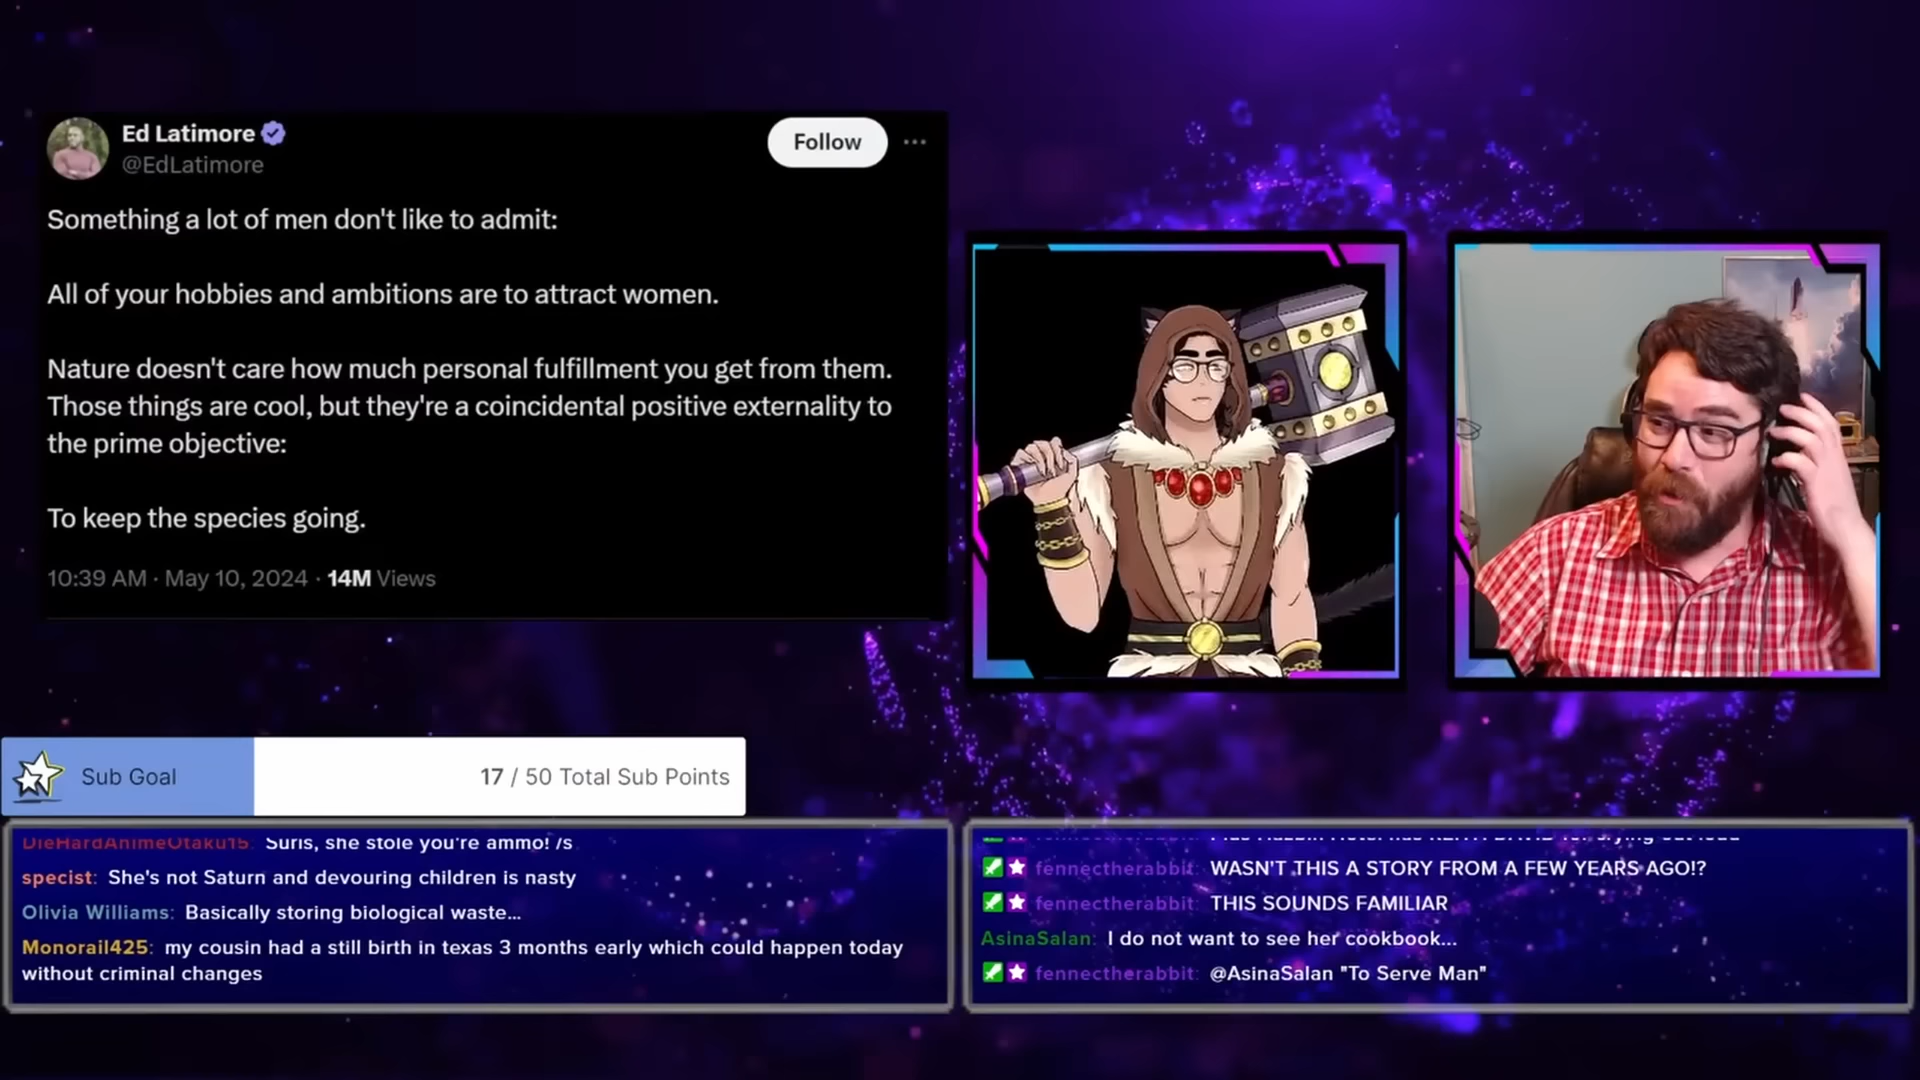 Ed Latimore
@EdLatimore
Follow
Something a lot of men don't like to admit:
All of your hobbies and ambitions are to attract women.
Nature doesn't care how much personal fulfillment you get from them.
Those things are cool, but they're a coincidental positive externality to
the prime objective:
To keep the species going.
10:39 AM · May 10, 2024 · 14M Views
Sub Goal
17 / 50 Total Sub Points
DieHardAnimeOtaku15: Suris, she stole you're ammo! /s
specist: She's not Saturn and devouring children is nasty
Olivia Williams: Basically storing biological waste...
Monorail425: my cousin had a still birth in texas 3 months early which could happen today
without criminal changes
fennectherabbit: WASN'T THIS A STORY FROM A FEW YEARS AGO!?
fennectherabbit: THIS SOUNDS FAMILIAR
AsinaSalan: I do not want to see her cookbook...
fennectherabbit: @AsinaSalan "To Serve Man"